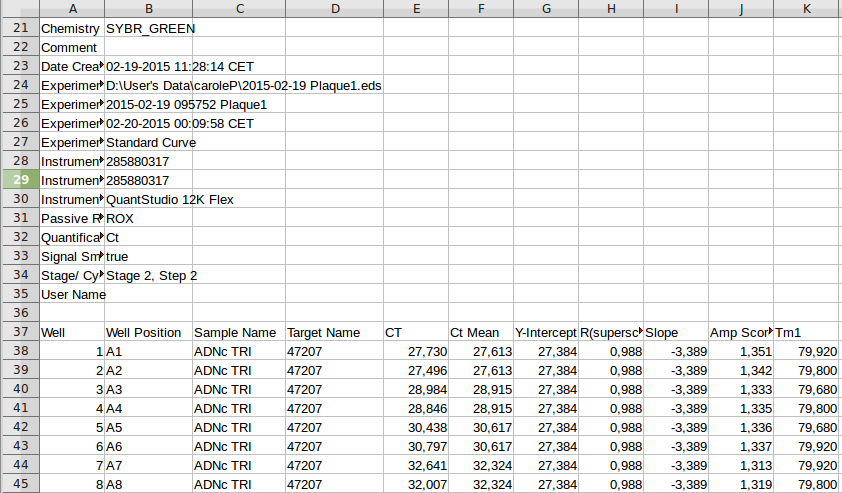 A B C D E F G H I J K
21 Chemistry SYBR_GREEN
22 Comment
23 Date Crea 02-19-2015 11:28:14 CET
24 Experimer D:\User's Data\caroleP\2015-02-19 Plaque1.eds
25 Experimer 2015-02-19 095752 Plaque1
26 Experimer 02-20-2015 00:09:58 CET
27 Experimer Standard Curve
28 Instrumen 285880317
29 Instrumen 285880317
30 Instrumen QuantStudio 12K Flex
31 Passive R ROX
32 Quantifica Ct
33 Signal Sm true
34 Stage/ Cy Stage 2, Step 2
35 User Name
36
37 Well Well Position Sample Name Target Name CT Ct Mean Y-Intercept R(supersc Slope Amp Scor Tm1
38 1 A1 ADNc TRI 47207 27,730 27,613 27,384 0,988 -3,389 1,351 79,920
39 2 A2 ADNc TRI 47207 27,496 27,613 27,384 0,988 -3,389 1,342 79,800
40 3 A3 ADNc TRI 47207 28,984 28,915 27,384 0,988 -3,389 1,333 79,680
41 4 A4 ADNc TRI 47207 28,846 28,915 27,384 0,988 -3,389 1,335 79,800
42 5 A5 ADNc TRI 47207 30,438 30,617 27,384 0,988 -3,389 1,336 79,680
43 6 A6 ADNc TRI 47207 30,797 30,617 27,384 0,988 -3,389 1,337 79,920
44 7 A7 ADNc TRI 47207 32,641 32,324 27,384 0,988 -3,389 1,313 79,920
45 8 A8 ADNc TRI 47207 32,007 32,324 27,384 0,988 -3,389 1,319 79,800